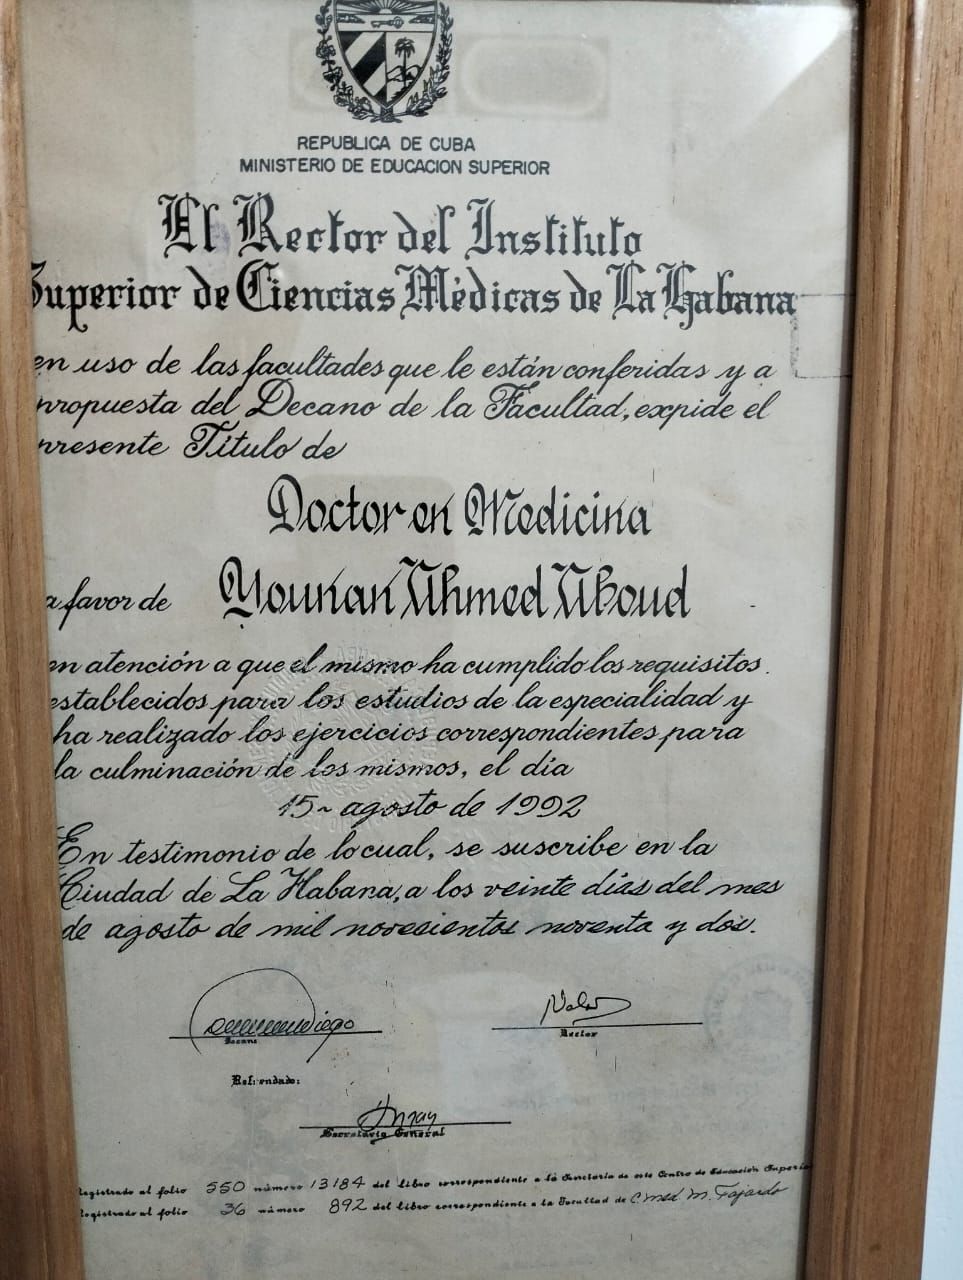 REPUBLICA DE CUBA
MINISTERIO DE EDUCACION SUPERIOR
El Rector del Instituto
Superior de Ciencias Médicas de La Habana
en uso de las facultades que le están conferidas y a
propuesta del Decano de la Facultad, expide el
presente Título de
Doctor en Medicina
a favor de Younan Ahmed Aboud
en atención a que el mismo ha cumplido los requisitos
establecidos para los estudios de la especialidad y
ha realizado los ejercicios correspondientes para
la culminación de los mismos, el día
15~ agosto de 1992
En testimonio de lo cual, se suscribe en la
Ciudad de La Habana, a los veinte días del mes
de agosto de mil novecientos noventa y dos.
Decano
Rector
Refrendado:
Secretario General
Registrado al folio 550 número 13184 del libro correspondiente a la Secretaría de este Centro de Educación Superior
Registrado al folio 36 número 892 del libro correspondiente a la Facultad de C. Med M. Fajardo